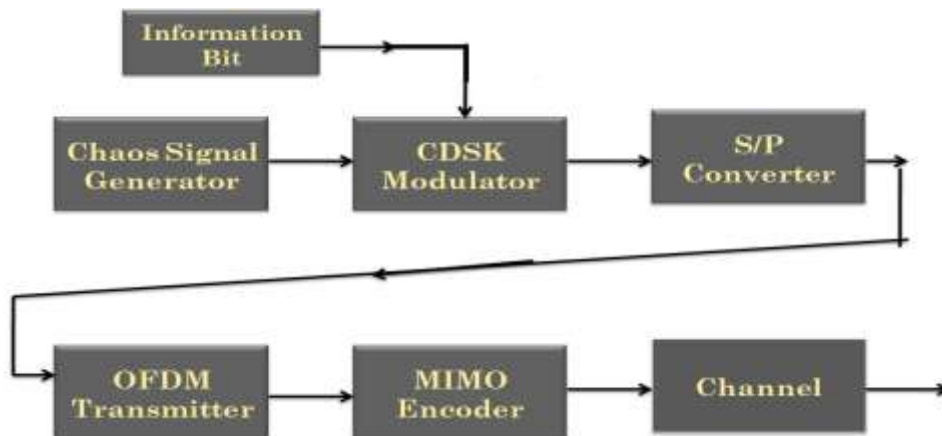 Information
Bit
Chaos Signal
Generator
CDSK
Modulator
S/P
Converter
OFDM
Transmitter
MIMO
Encoder
Channel